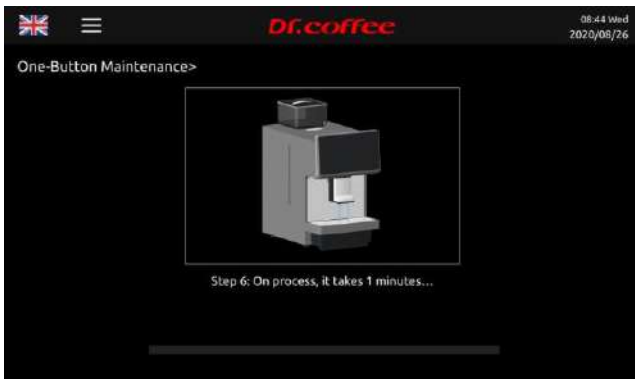 Dr.coffee
08:44 Wed
2020/08/26
One-Button Maintenance>
Step 6: On process, it takes 1 minutes...